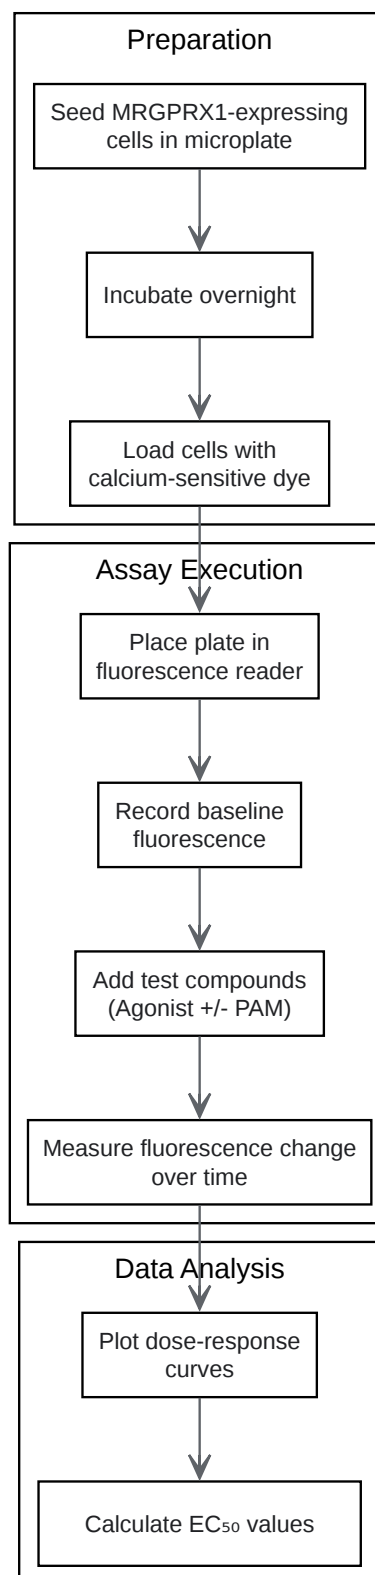 Preparation
Seed MRGPRX1-expressing
cells in microplate
Incubate overnight
Load cells with
calcium-sensitive dye
Assay Execution
Place plate in
fluorescence reader
Record baseline
fluorescence
Add test compounds
(Agonist +/- PAM)
Measure fluorescence change
over time
Data Analysis
Plot dose-response
curves
Calculate EC₅₀ values